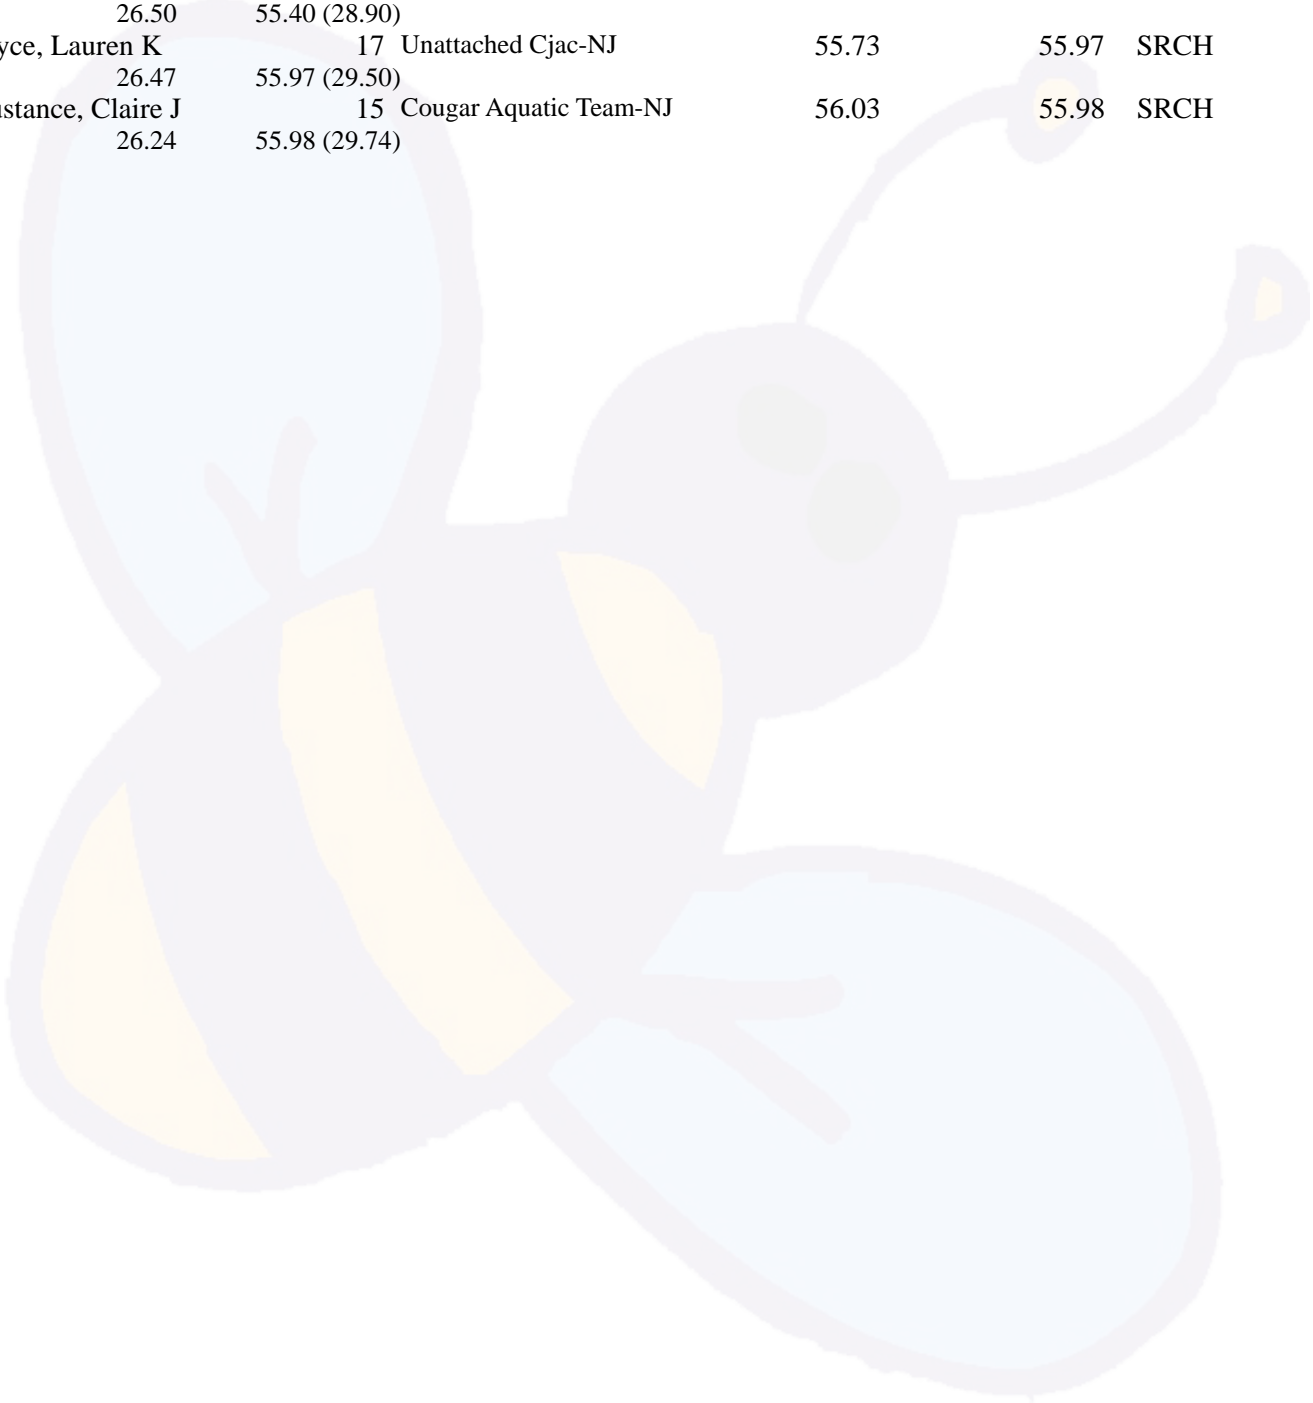 26.50 55.40 (28.90)
yce, Lauren K 17 Unattached Cjac-NJ 55.73 55.97 SRCH
26.47 55.97 (29.50)
ustance, Claire J 15 Cougar Aquatic Team-NJ 56.03 55.98 SRCH
26.24 55.98 (29.74)